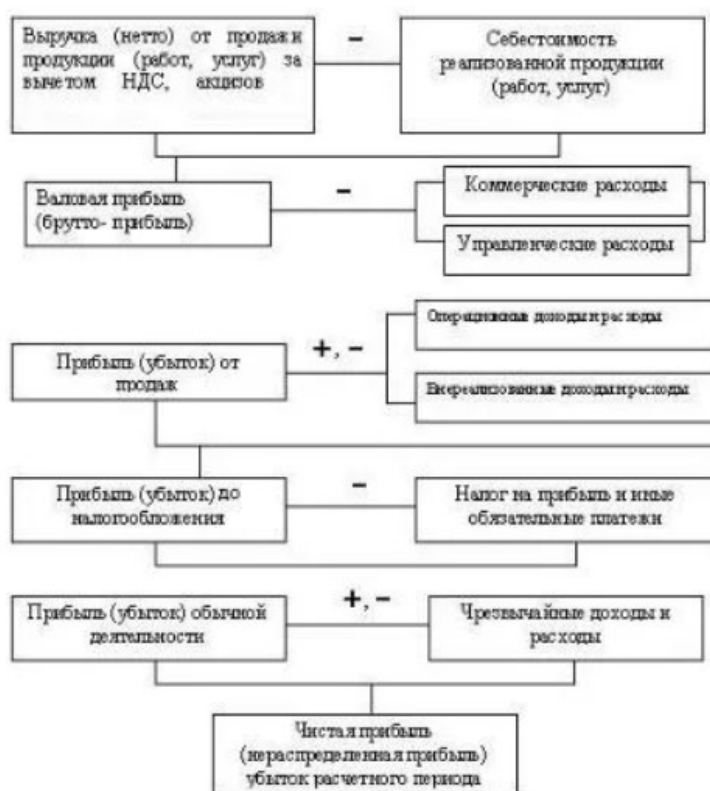 Выручка (нетто) от продажи
продукции (работ, услуг) за
вычетом НДС, акцизов
–
Себестоимость
реализованной продукции
(работ, услуг)
Валовая прибыль
(брутто- прибыль)
–
Коммерческие расходы
Управленческие расходы
Прибыль (убыток) от
продаж
+, –
Операционные доходы и расходы
Внереализованные доходы и расходы
Прибыль (убыток) до
налогообложения
–
Налог на прибыль и иные
обязательные платежи
Прибыль (убыток) обычной
деятельности
+, –
Чрезвычайные доходы и
расходы
Чистая прибыль
(нераспределенная прибыль)
убыток расчетного периода